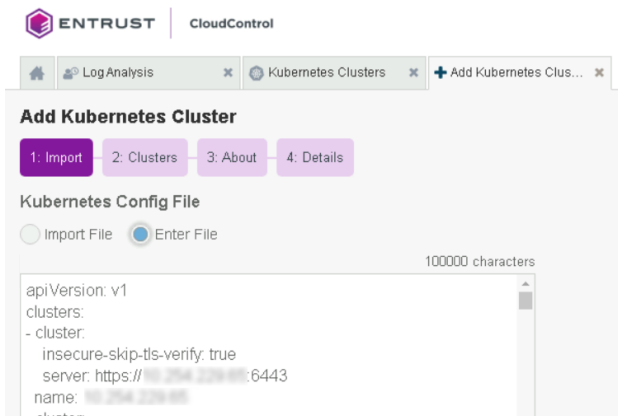 ENTRUST CloudControl
Log Analysis Kubernetes Clusters Add Kubernetes Clus...
Add Kubernetes Cluster
1: Import 2: Clusters 3: About 4: Details
Kubernetes Config File
Import File Enter File
100000 characters
apiVersion: v1
clusters:
- cluster:
insecure-skip-tls-verify: true
server: https:// :6443
name:
cluster: